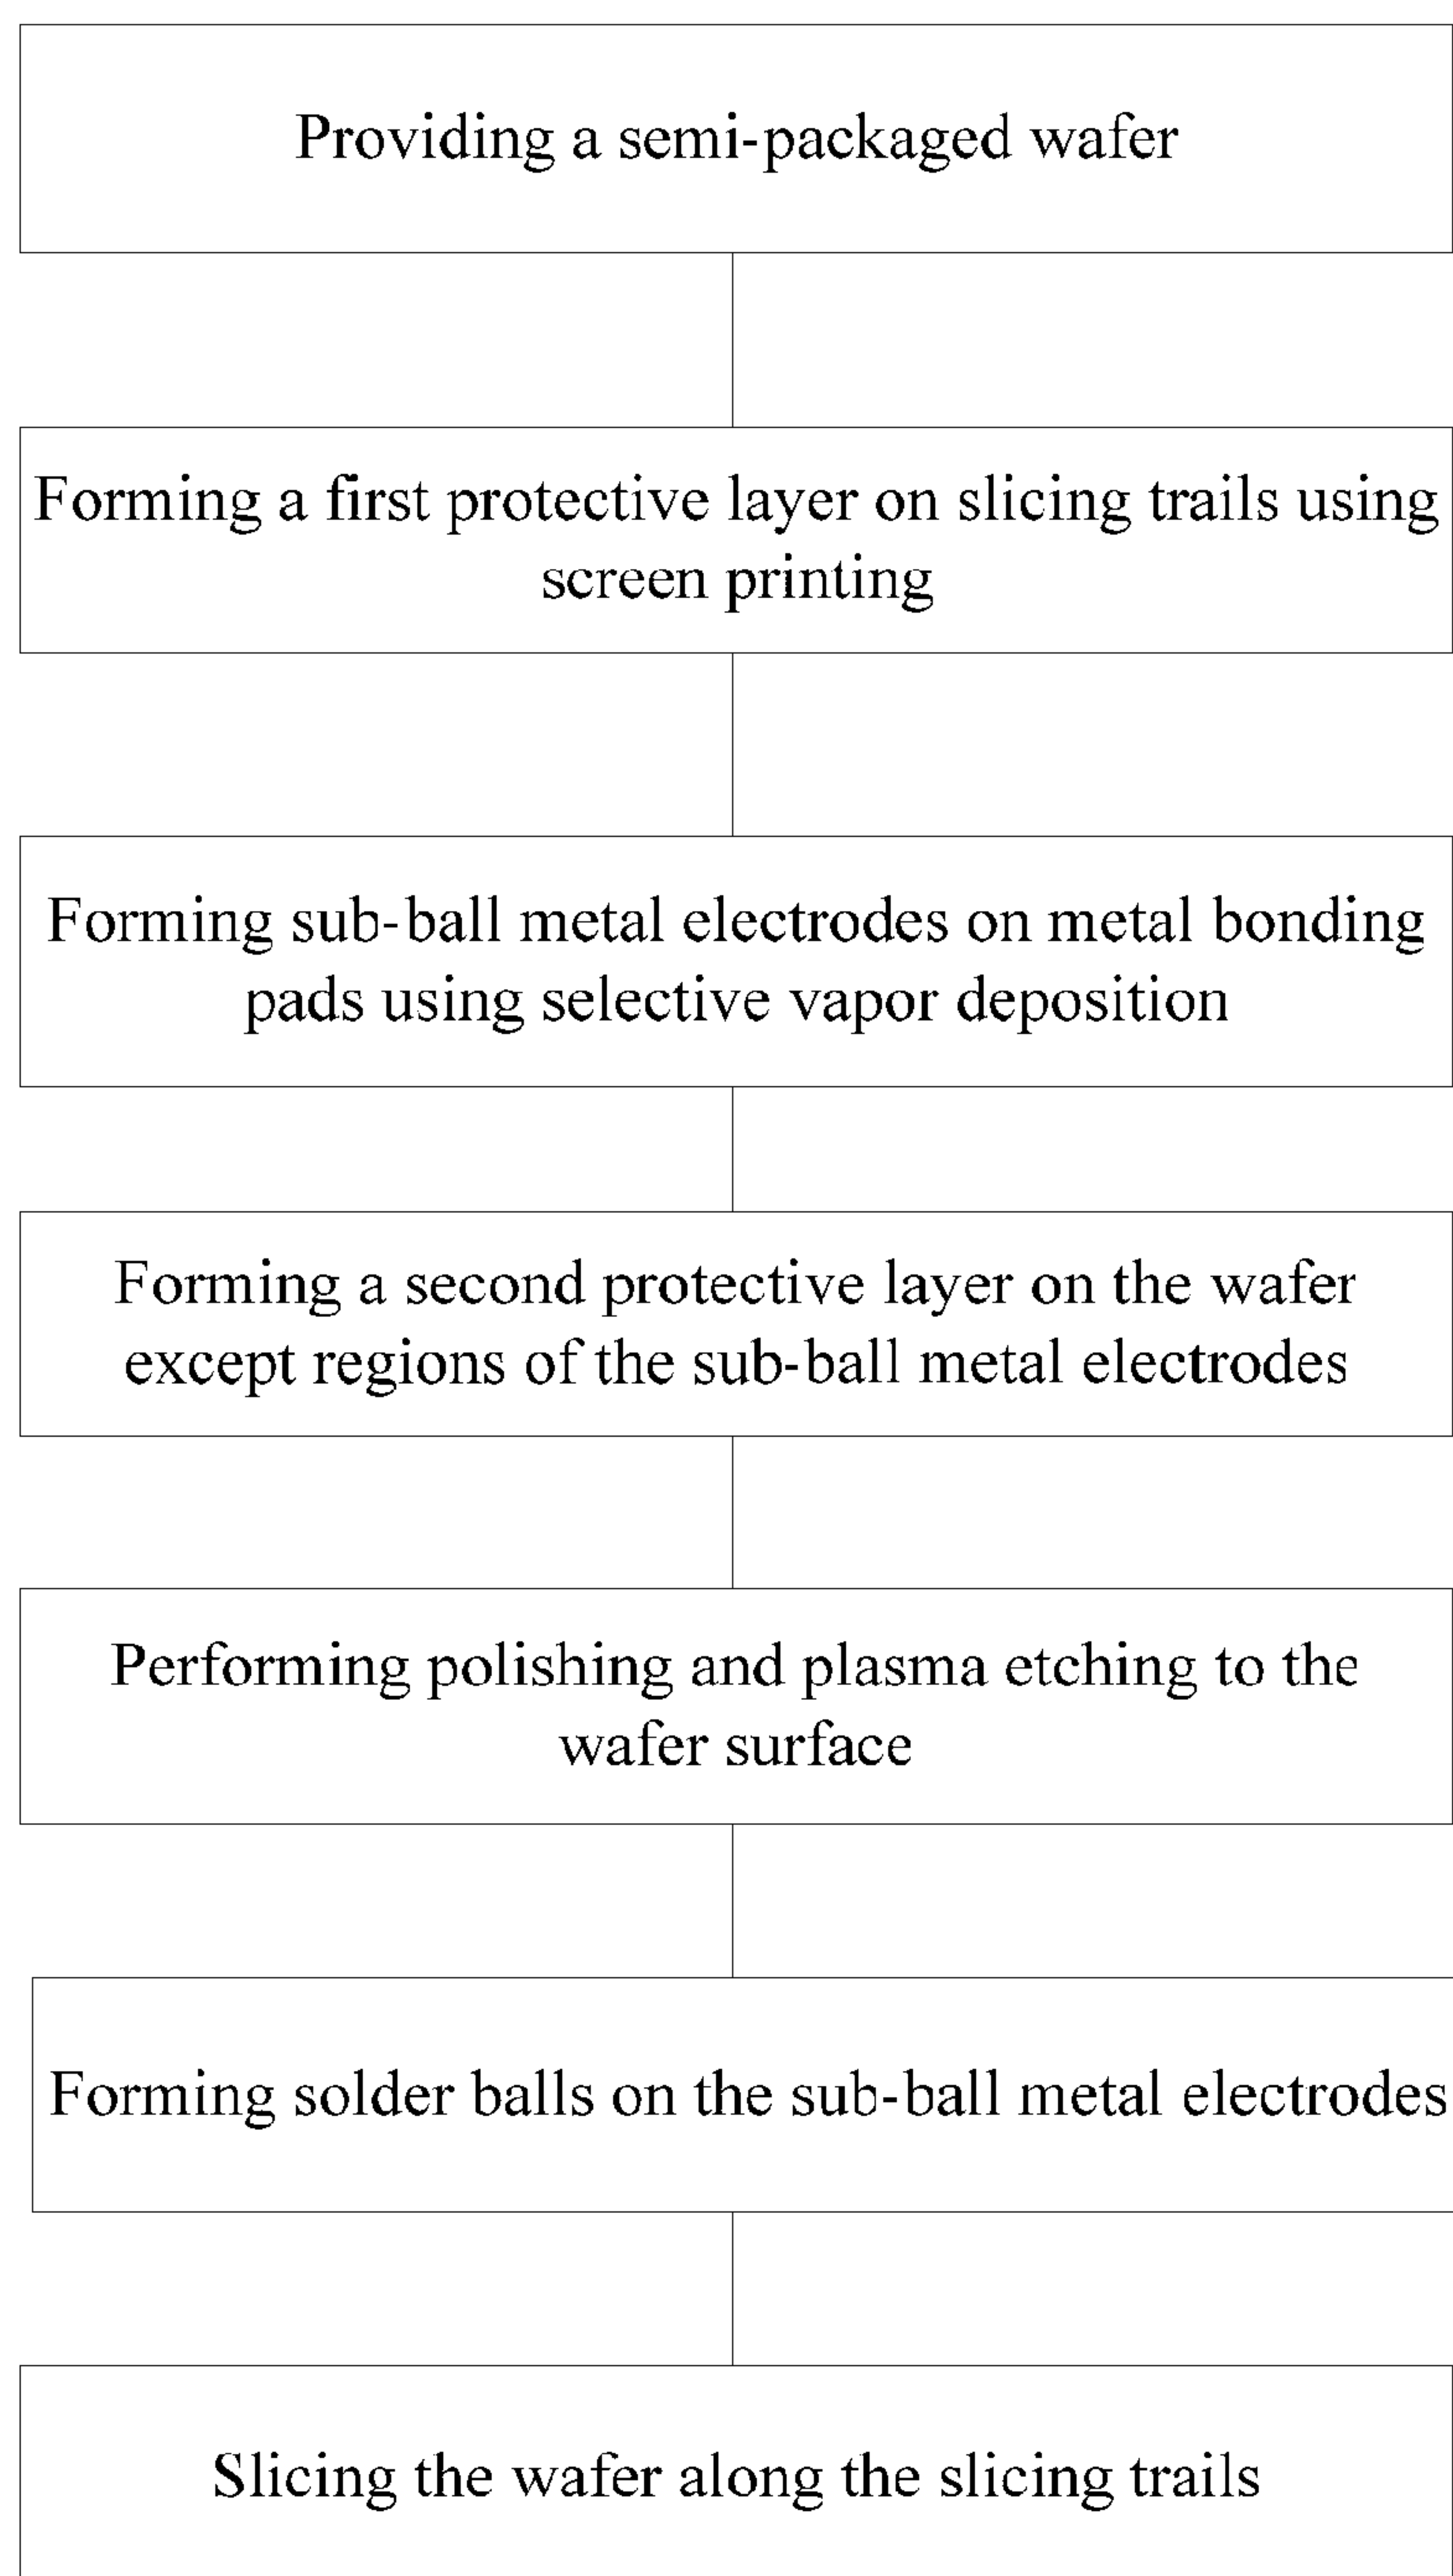 Providing a semi-packaged wafer
Forming a first protective layer on slicing trails using
screen printing
Forming sub-ball metal electrodes on metal bonding
pads using selective vapor deposition
Forming a second protective layer on the wafer
except regions of the sub-ball metal electrodes
Performing polishing and plasma etching to the
wafer surface
Forming solder balls on the sub-ball metal electrodes
Slicing the wafer along the slicing trails